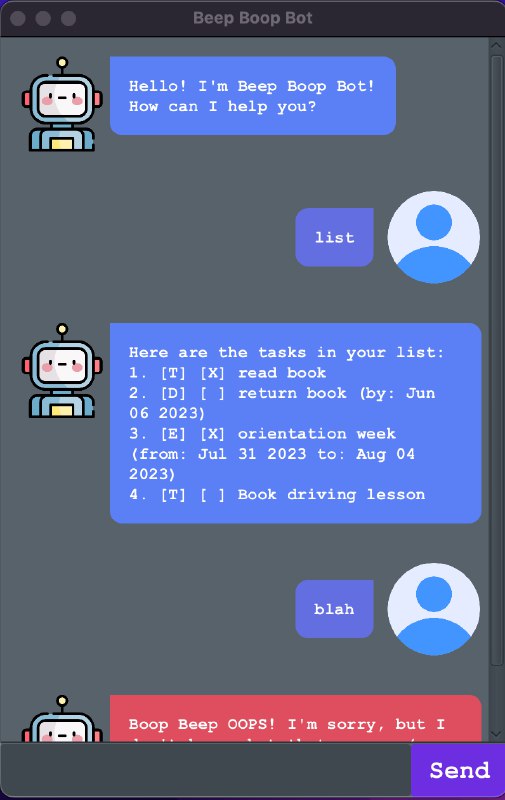 Beep Boop Bot
Hello! I'm Beep Boop Bot!
How can I help you?
list
Here are the tasks in your list:
1. [T] [X] read book
2. [D] [ ] return book (by: Jun
06 2023)
3. [E] [X] orientation week
(from: Jul 31 2023 to: Aug 04
2023)
4. [T] [ ] Book driving lesson
blah
Boop Beep OOPS! I'm sorry, but I
Send